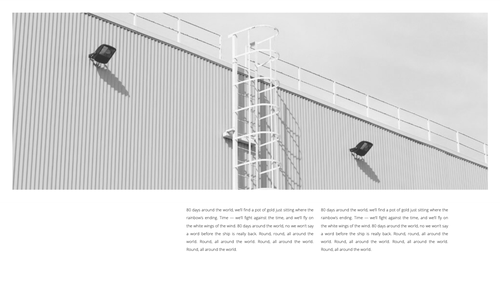 80 days around the world, we'll find a pot of gold just sitting where the
rainbow's ending. Time — we'll fight against the time, and we'll fly on
the white wings of the wind. 80 days around the world, no we won't say
a word before the ship is really back. Round, round, all around the
world. Round, all around the world. Round, all around the world.
Round, all around the world.
80 days around the world, we'll find a pot of gold just sitting where the
rainbow's ending. Time — we'll fight against the time, and we'll fly on
the white wings of the wind. 80 days around the world, no we won't say
a word before the ship is really back. Round, round, all around the
world. Round, all around the world. Round, all around the world.
Round, all around the world.